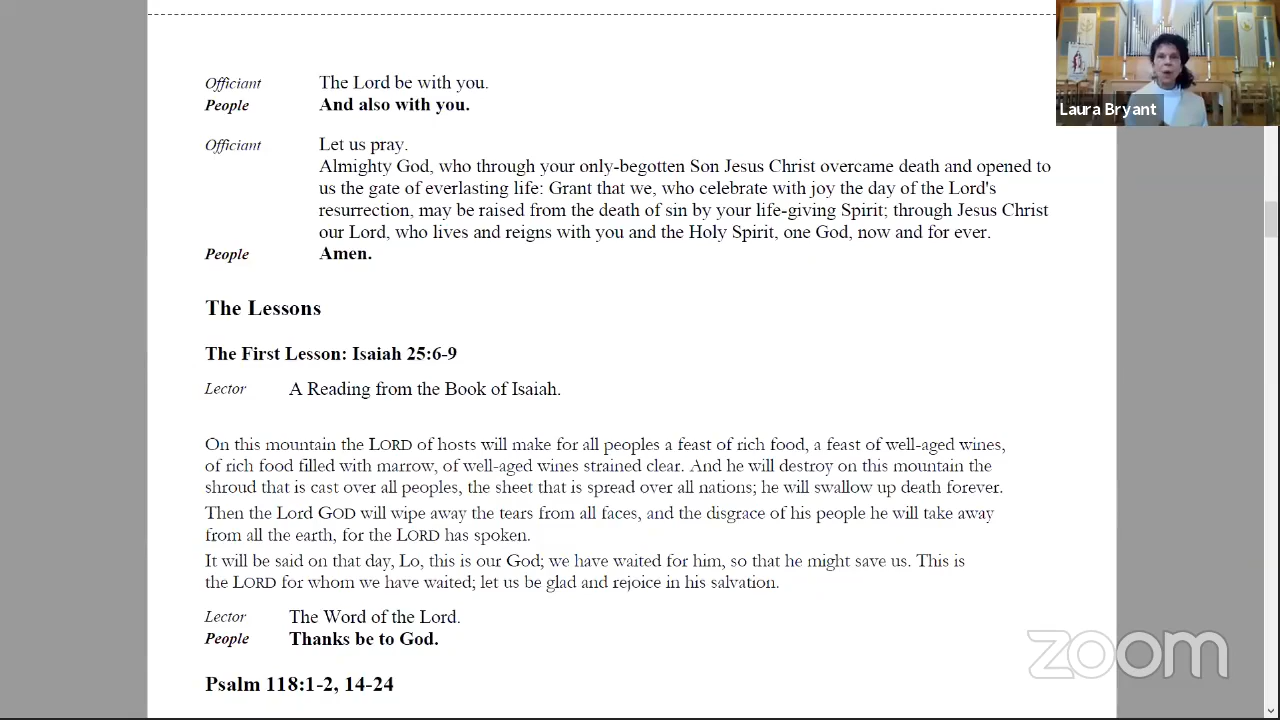 Officiant The Lord be with you.
People And also with you.
Officiant Let us pray.
Almighty God, who through your only-begotten Son Jesus Christ overcame death and opened to
us the gate of everlasting life: Grant that we, who celebrate with joy the day of the Lord's
resurrection, may be raised from the death of sin by your life-giving Spirit; through Jesus Christ
our Lord, who lives and reigns with you and the Holy Spirit, one God, now and for ever.
People Amen.
The Lessons
The First Lesson: Isaiah 25:6-9
Lector A Reading from the Book of Isaiah.
On this mountain the LORD of hosts will make for all peoples a feast of rich food, a feast of well-aged wines,
of rich food filled with marrow, of well-aged wines strained clear. And he will destroy on this mountain the
shroud that is cast over all peoples, the sheet that is spread over all nations; he will swallow up death forever.
Then the Lord GOD will wipe away the tears from all faces, and the disgrace of his people he will take away
from all the earth, for the LORD has spoken.
It will be said on that day, Lo, this is our God; we have waited for him, so that he might save us. This is
the LORD for whom we have waited; let us be glad and rejoice in his salvation.
Lector The Word of the Lord.
People Thanks be to God.
Psalm 118:1-2, 14-24
Laura Bryant
zoom